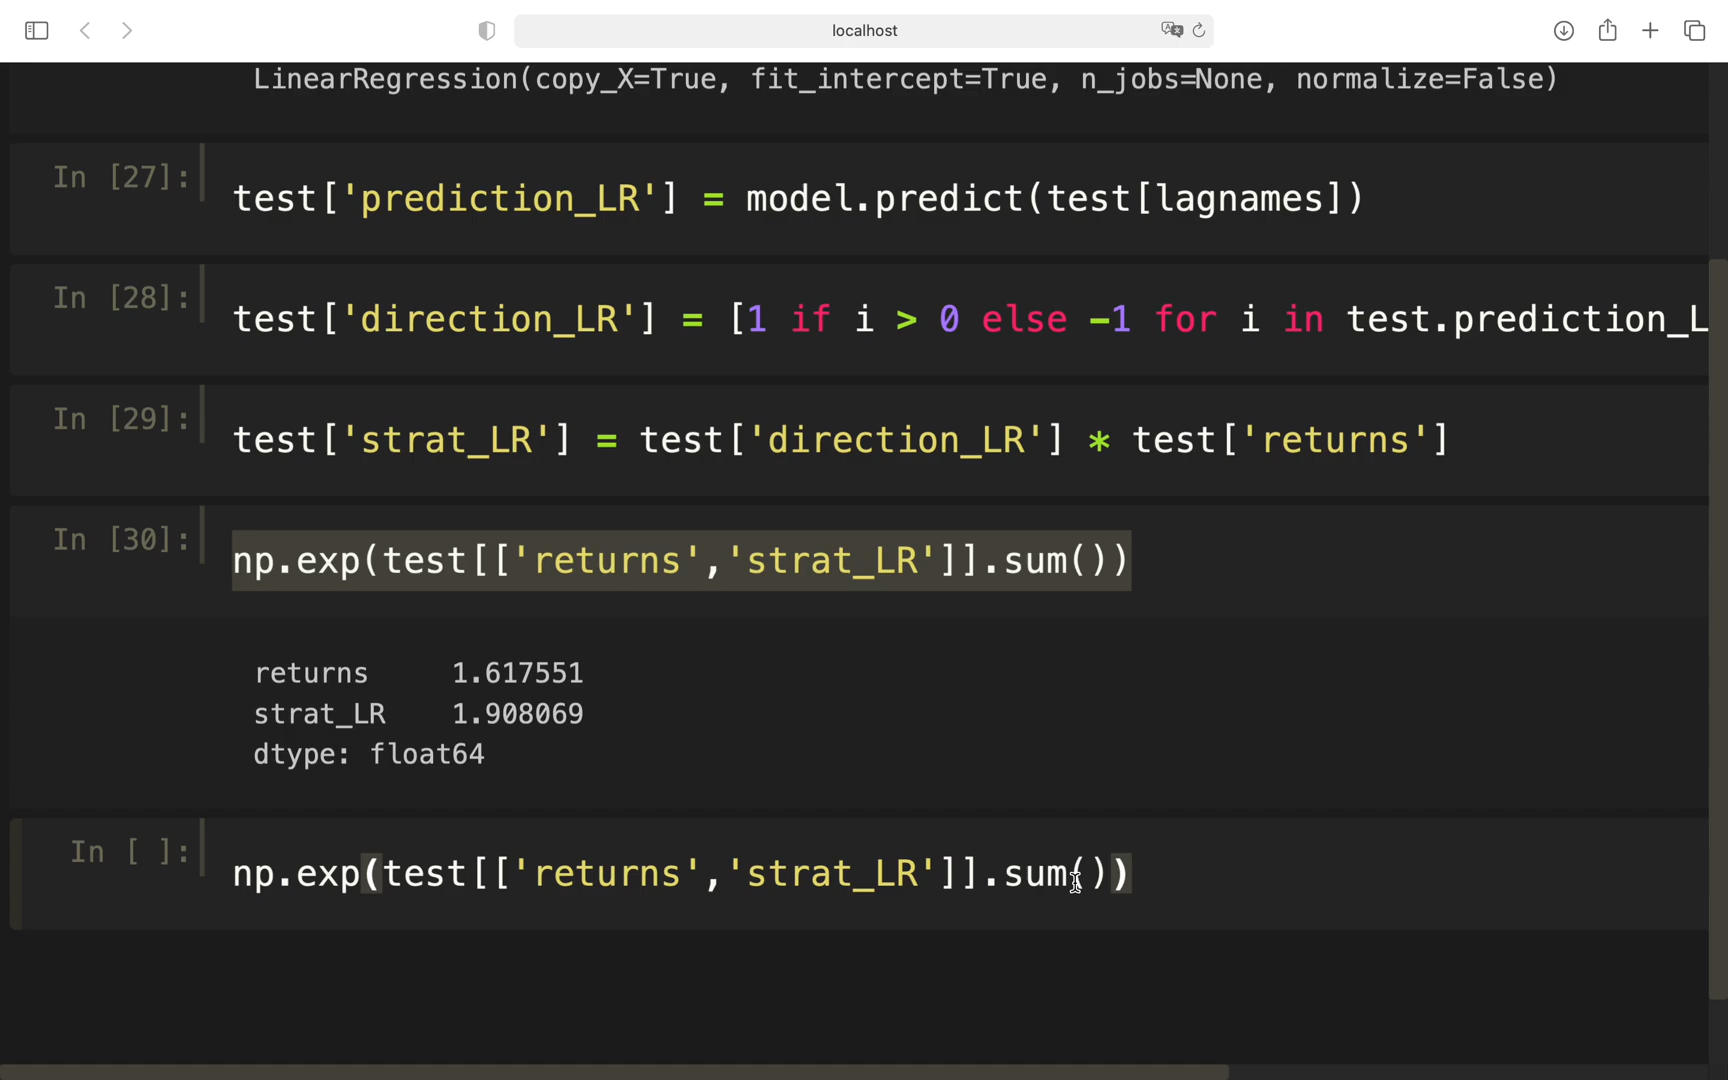 localhost
LinearRegression(copy_X=True, fit_intercept=True, n_jobs=None, normalize=False)
In [27]: test['prediction_LR'] = model.predict(test[lagnames])
In [28]: test['direction_LR'] = [1 if i > 0 else -1 for i in test.prediction_L
In [29]: test['strat_LR'] = test['direction_LR'] * test['returns']
In [30]: np.exp(test[['returns','strat_LR']].sum())
returns 1.617551
strat_LR 1.908069
dtype: float64
In [ ]: np.exp(test[['returns','strat_LR']].sum())